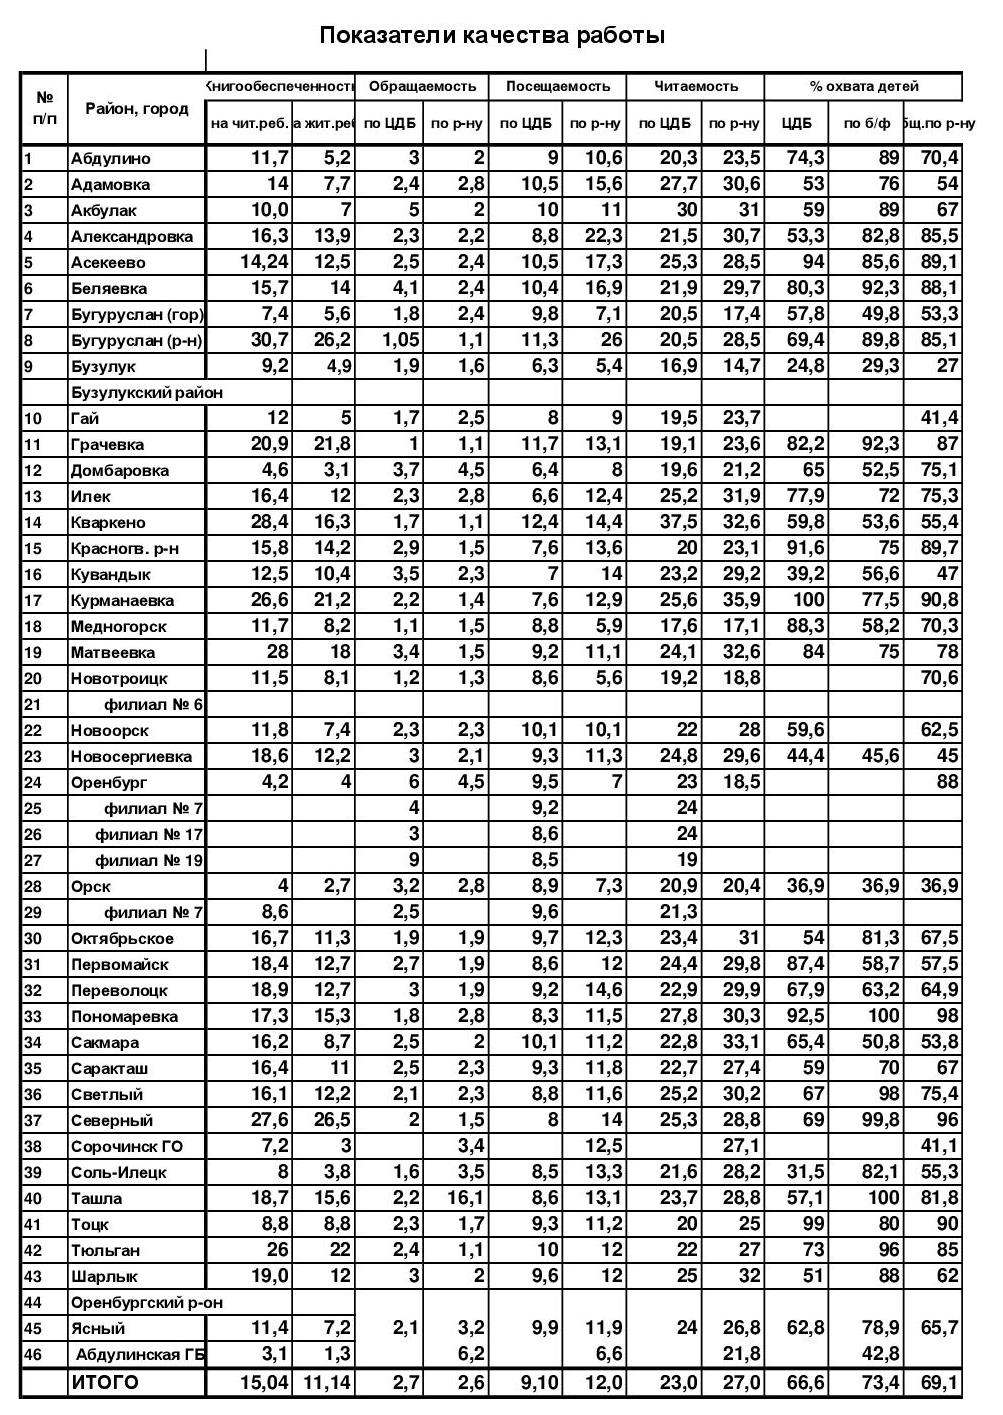 Показатели качества работы
№ п/п Район, город Книгообеспеченность Обращаемость Посещаемость Читаемость % охвата детей
на чит.реб. на жит.реб по ЦДБ по р-ну по ЦДБ по р-ну по ЦДБ по р-ну ЦДБ по б/ф общ.по р-ну
1 Абдулино 11,7 5,2 3 2 9 10,6 20,3 23,5 74,3 89 70,4
2 Адамовка 14 7,7 2,4 2,8 10,5 15,6 27,7 30,6 53 76 54
3 Акбулак 10,0 7 5 2 10 11 30 31 59 89 67
4 Александровка 16,3 13,9 2,3 2,2 8,8 22,3 21,5 30,7 53,3 82,8 85,5
5 Асекеево 14,24 12,5 2,5 2,4 10,5 17,3 25,3 28,5 94 85,6 89,1
6 Беляевка 15,7 14 4,1 2,4 10,4 16,9 21,9 29,7 80,3 92,3 88,1
7 Бугуруслан (гор) 7,4 5,6 1,8 2,4 9,8 7,1 20,5 17,4 57,8 49,8 53,3
8 Бугуруслан (р-н) 30,7 26,2 1,05 1,1 11,3 26 20,5 28,5 69,4 89,8 85,1
9 Бузулук 9,2 4,9 1,9 1,6 6,3 5,4 16,9 14,7 24,8 29,3 27
Бузулукский район
10 Гай 12 5 1,7 2,5 8 9 19,5 23,7 41,4
11 Грачевка 20,9 21,8 1 1,1 11,7 13,1 19,1 23,6 82,2 92,3 87
12 Домбаровка 4,6 3,1 3,7 4,5 6,4 8 19,6 21,2 65 52,5 75,1
13 Илек 16,4 12 2,3 2,8 6,6 12,4 25,2 31,9 77,9 72 75,3
14 Кваркено 28,4 16,3 1,7 1,1 12,4 14,4 37,5 32,6 59,8 53,6 55,4
15 Красногв. р-н 15,8 14,2 2,9 1,5 7,6 13,6 20 23,1 91,6 75 89,7
16 Кувандык 12,5 10,4 3,5 2,3 7 14 23,2 29,2 39,2 56,6 47
17 Курманаевка 26,6 21,2 2,2 1,4 7,6 12,9 25,6 35,9 100 77,5 90,8
18 Медногорск 11,7 8,2 1,1 1,5 8,8 5,9 17,6 17,1 88,3 58,2 70,3
19 Матвеевка 28 18 3,4 1,5 9,2 11,1 24,1 32,6 84 75 78
20 Новотроицк 11,5 8,1 1,2 1,3 8,6 5,6 19,2 18,8 70,6
21 филиал № 6
22 Новоорск 11,8 7,4 2,3 2,3 10,1 10,1 22 28 59,6 62,5
23 Новосергиевка 18,6 12,2 3 2,1 9,3 11,3 24,8 29,6 44,4 45,6 45
24 Оренбург 4,2 4 6 4,5 9,5 7 23 18,5 88
25 филиал № 7 4 9,2 24
26 филиал № 17 3 8,6 24
27 филиал № 19 9 8,5 19
28 Орск 4 2,7 3,2 2,8 8,9 7,3 20,9 20,4 36,9 36,9 36,9
29 филиал № 7 8,6 2,5 9,6 21,3
30 Октябрьское 16,7 11,3 1,9 1,9 9,7 12,3 23,4 31 54 81,3 67,5
31 Первомайск 18,4 12,7 2,7 1,9 8,6 12 24,4 29,8 87,4 58,7 57,5
32 Переволоцк 18,9 12,7 3 1,9 9,2 14,6 22,9 29,9 67,9 63,2 64,9
33 Пономаревка 17,3 15,3 1,8 2,8 8,3 11,5 27,8 30,3 92,5 100 98
34 Сакмара 16,2 8,7 2,5 2 10,1 11,2 22,8 33,1 65,4 50,8 53,8
35 Саракташ 16,4 11 2,5 2,3 9,3 11,8 22,7 27,4 59 70 67
36 Светлый 16,1 12,2 2,1 2,3 8,8 11,6 25,2 30,2 67 98 75,4
37 Северный 27,6 26,5 2 1,5 8 14 25,3 28,8 69 99,8 96
38 Сорочинск ГО 7,2 3 3,4 12,5 27,1 41,1
39 Соль-Илецк 8 3,8 1,6 3,5 8,5 13,3 21,6 28,2 31,5 82,1 55,3
40 Ташла 18,7 15,6 2,2 16,1 8,6 13,1 23,7 28,8 57,1 100 81,8
41 Тоцк 8,8 8,8 2,3 1,7 9,3 11,2 20 25 99 80 90
42 Тюльган 26 22 2,4 1,1 10 12 22 27 73 96 85
43 Шарлык 19,0 12 3 2 9,6 12 25 32 51 88 62
44 Оренбургский р-он
45 Ясный 11,4 7,2 2,1 3,2 9,9 11,9 24 26,8 62,8 78,9 65,7
46 Абдулинская ГБ 3,1 1,3 6,2 6,6 21,8 42,8
ИТОГО 15,04 11,14 2,7 2,6 9,10 12,0 23,0 27,0 66,6 73,4 69,1